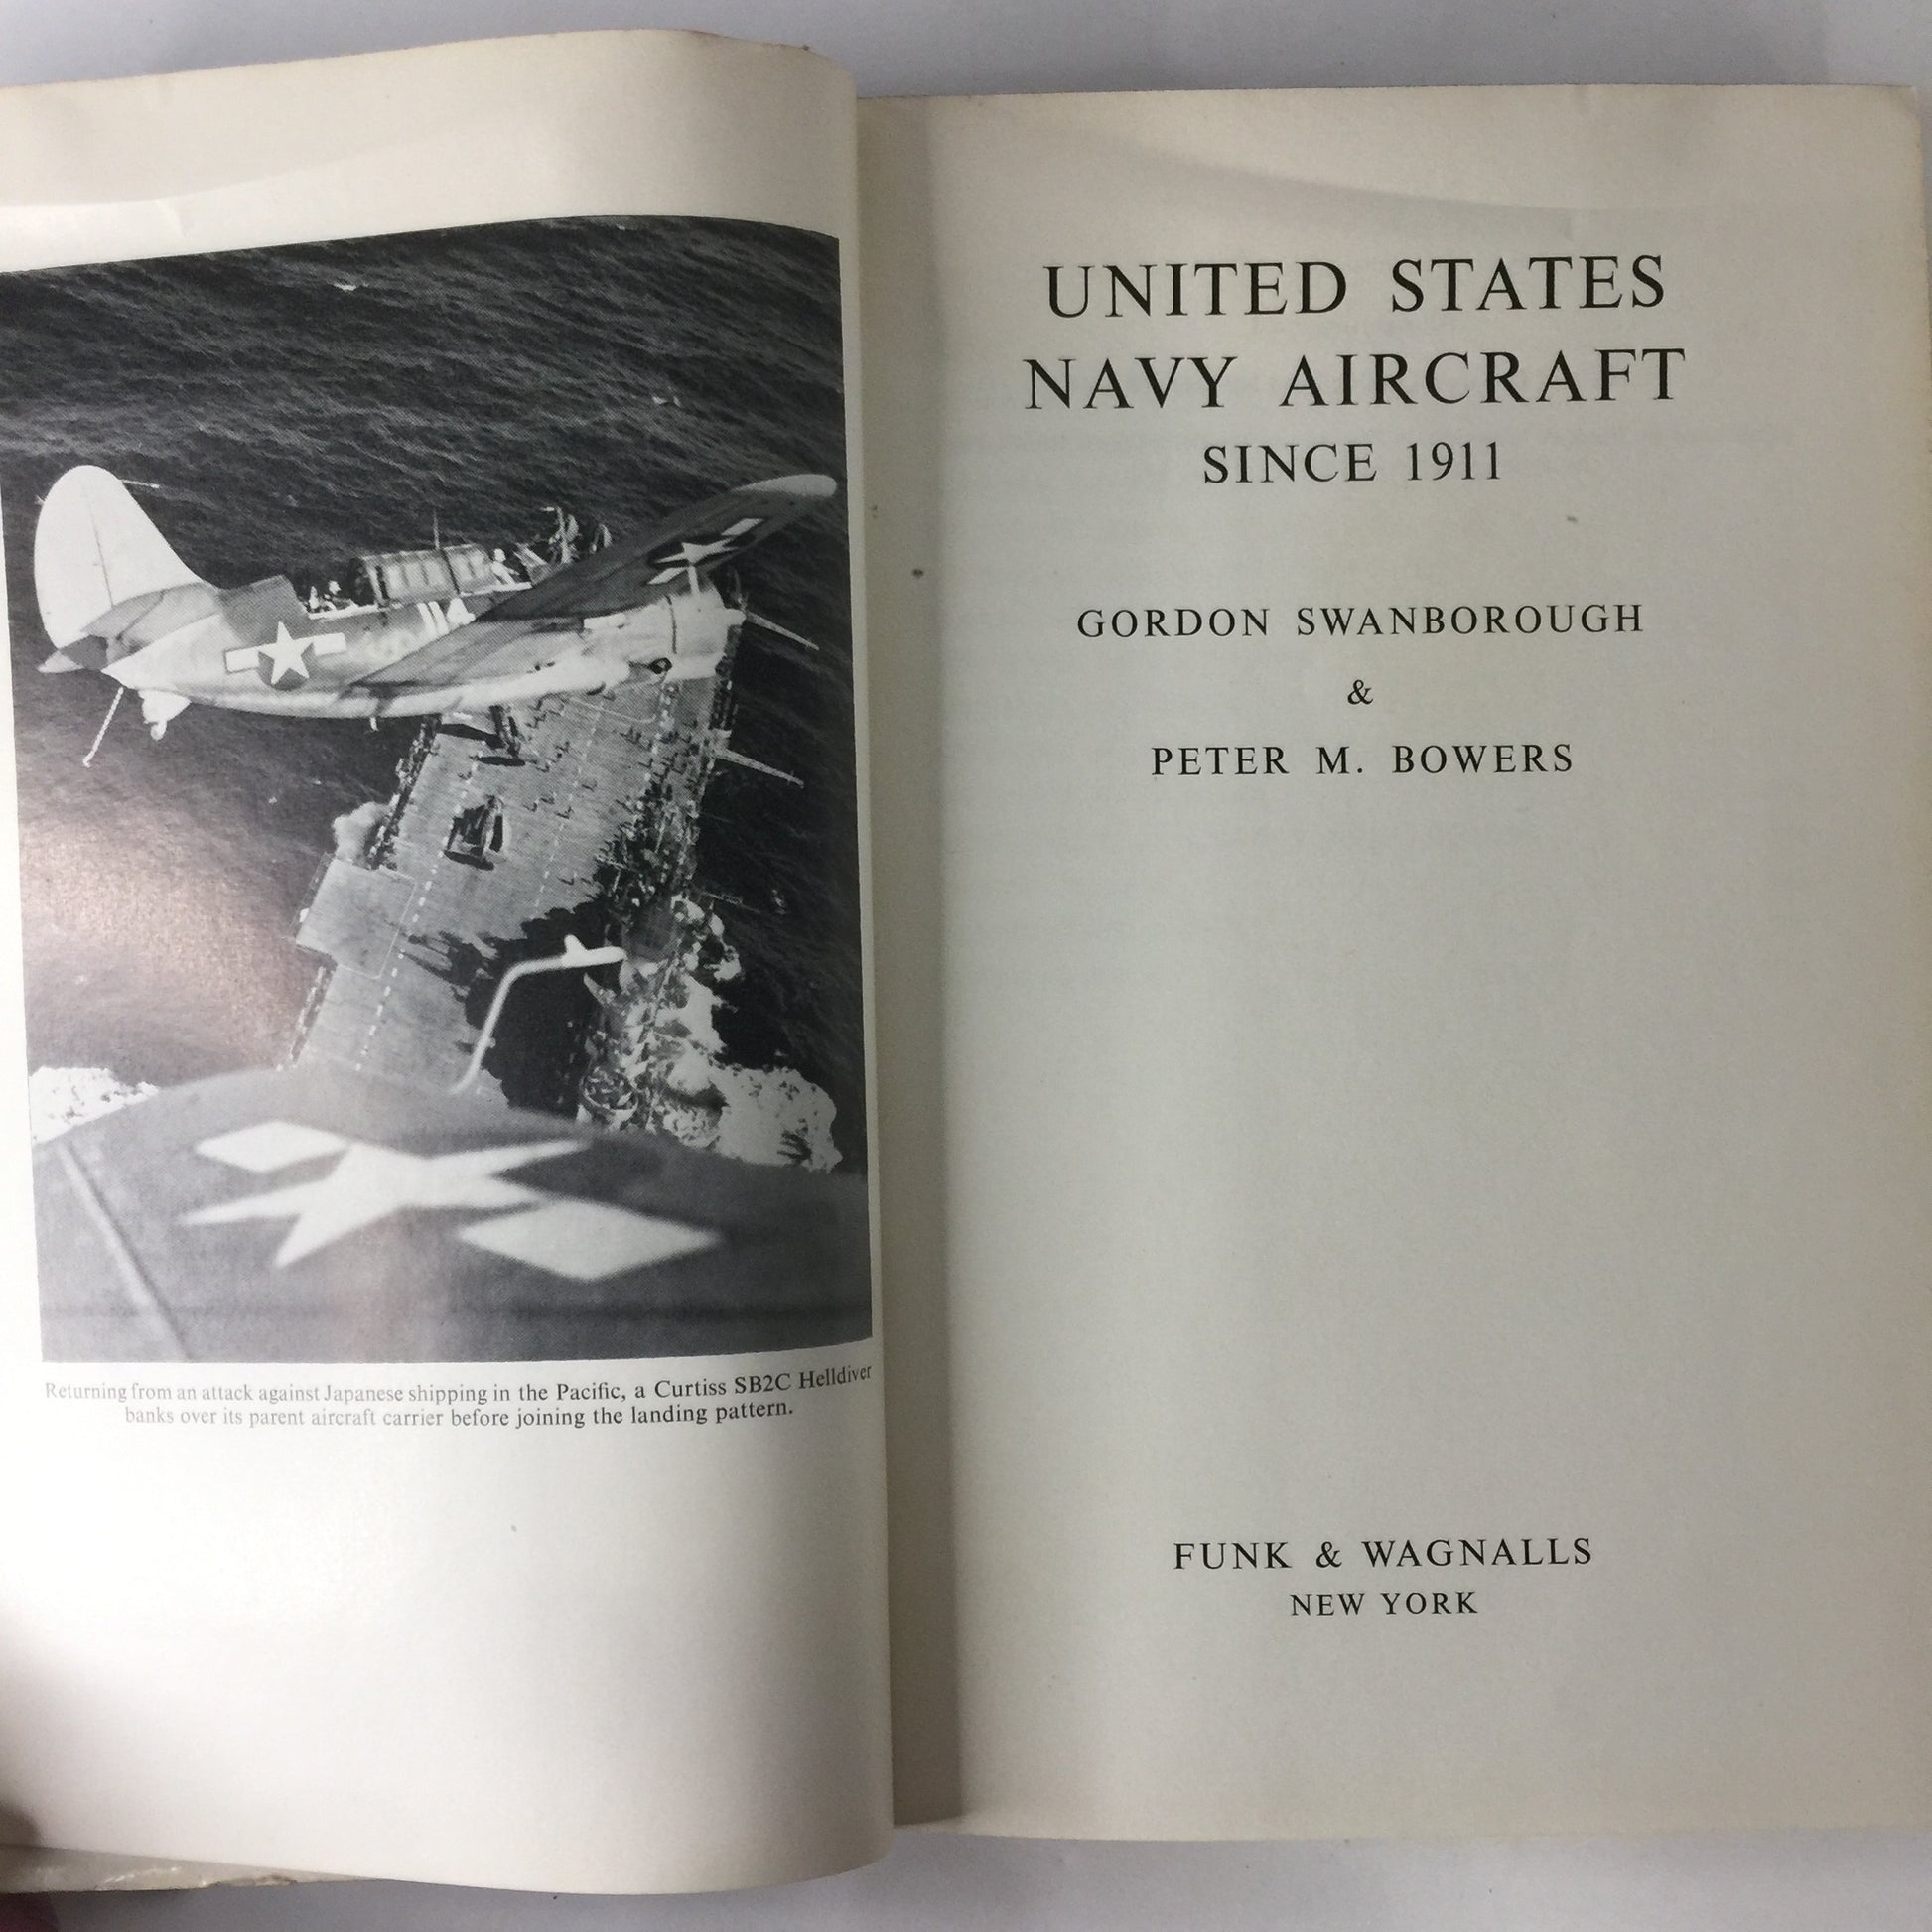 Returning from an attack against Japanese shipping in the Pacific, a Curtiss SB2C Helldiver
banks over its parent aircraft carrier before joining the landing pattern.
UNITED STATES
NAVY AIRCRAFT
SINCE 1911
GORDON SWANBOROUGH
&
PETER M. BOWERS
FUNK & WAGNALLS
NEW YORK